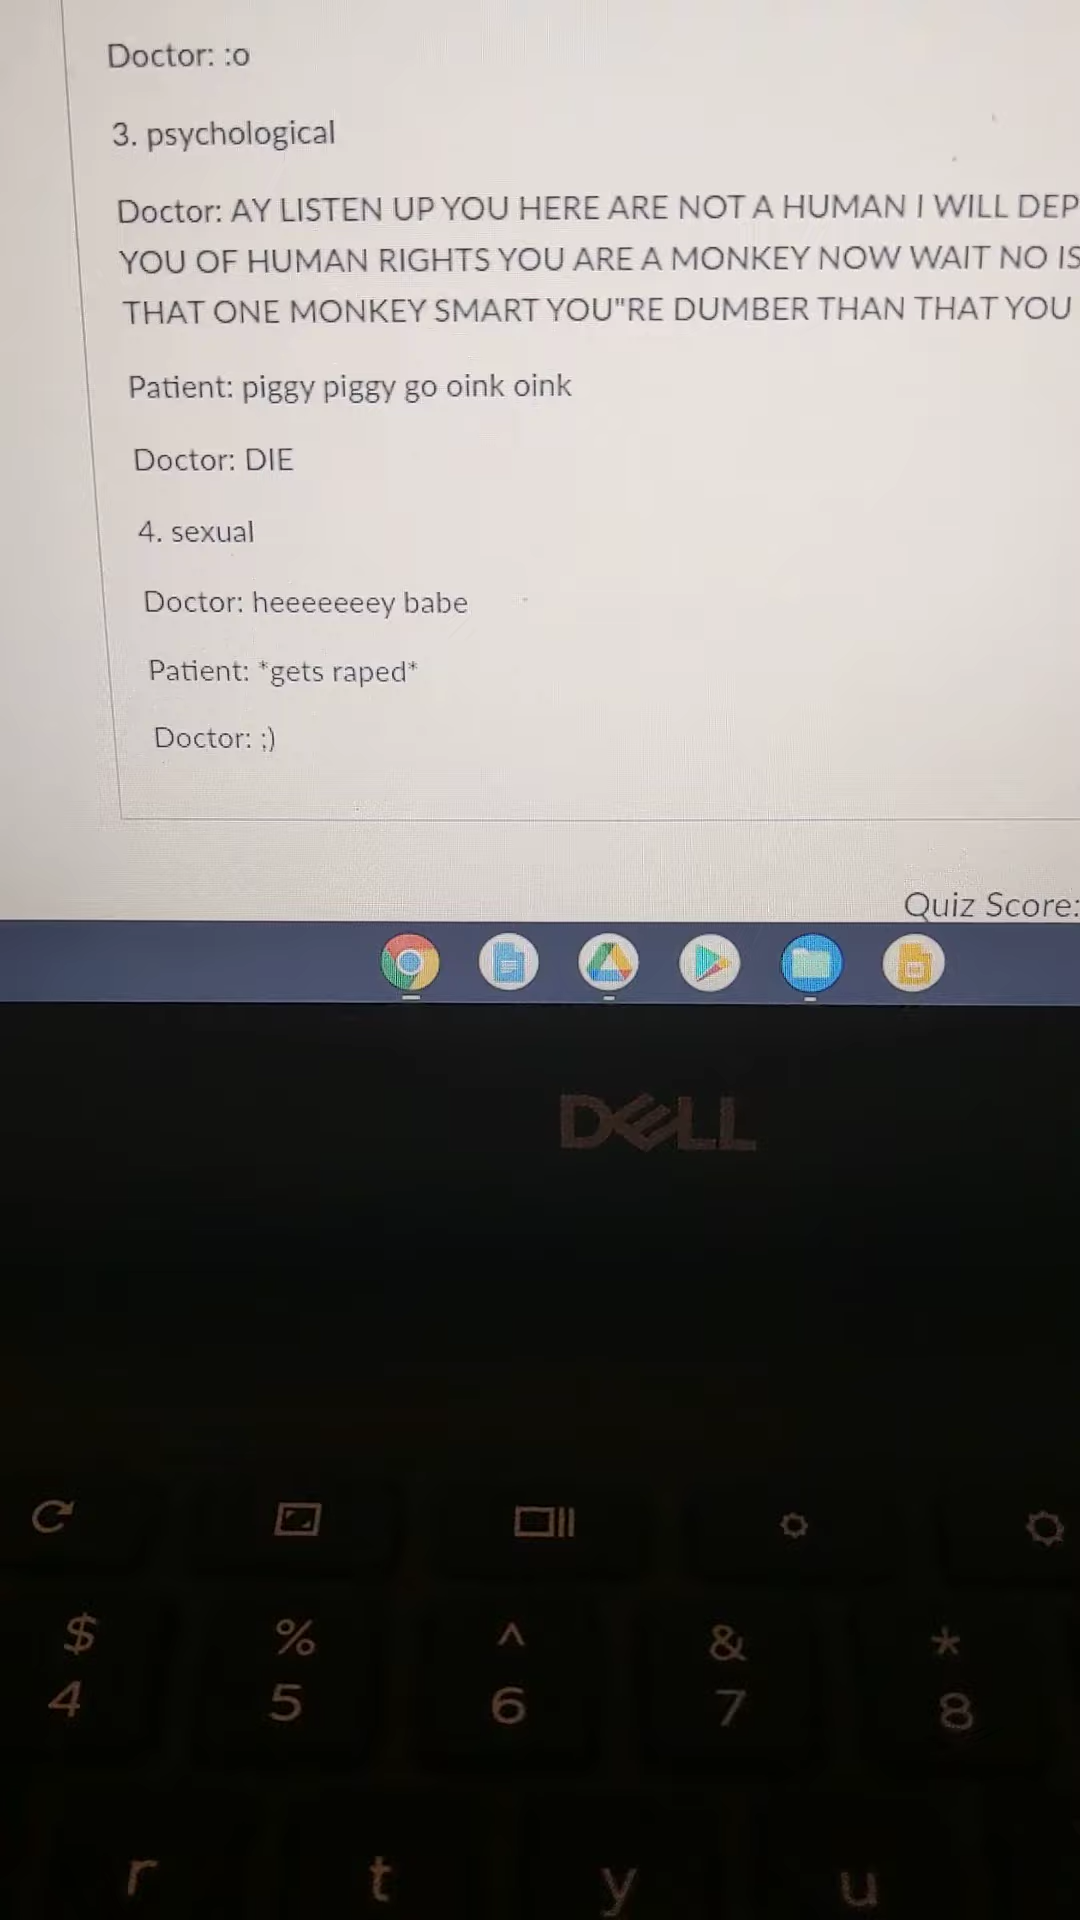 Doctor: :o
3. psychological
Doctor: AY LISTEN UP YOU HERE ARE NOT A HUMAN I WILL DEP
YOU OF HUMAN RIGHTS YOU ARE A MONKEY NOW WAIT NO IS
THAT ONE MONKEY SMART YOU"RE DUMBER THAN THAT YOU
Patient: piggy piggy go oink oink
Doctor: DIE
4. sexual
Doctor: heeeeeeey babe
Patient: *gets raped*
Doctor: ;)
Quiz Score:
DELL
$ % ^ & *
4 5 6 7 8
r t y u